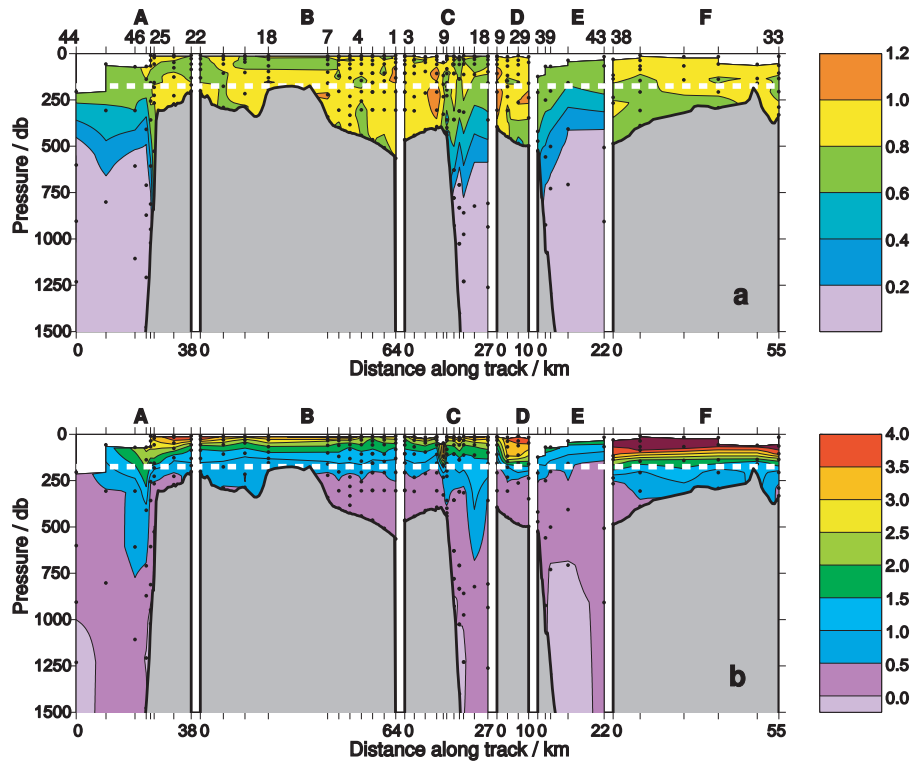 A B C D E F
44 46 25 22 18 7 4 1 3 9 18 9 29 39 43 38 33
0
250
500
750
1000
1250
1500
Pressure / db
a
1.2
1.0
0.8
0.6
0.4
0.2
0 38 0 64 0 27 0 10 0 22 0 55
Distance along track / km
A B C D E F
0
250
500
750
1000
1250
1500
Pressure / db
b
4.0
3.5
3.0
2.5
2.0
1.5
1.0
0.5
0.0
0 38 0 64 0 27 0 10 0 22 0 55
Distance along track / km